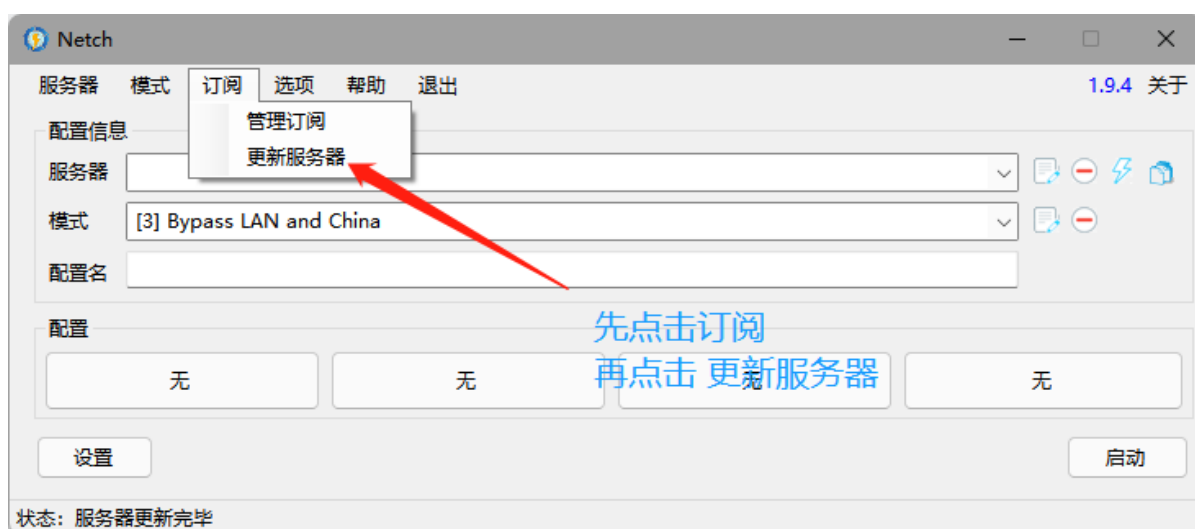 Netch
服务器 模式 订阅 选项 帮助 退出 1.9.4 关于
管理订阅
更新服务器
配置信息
服务器
模式 [3] Bypass LAN and China
配置名
先点击订阅
再点击 更新服务器
配置
无 无 无 无
设置 启动
状态：服务器更新完毕